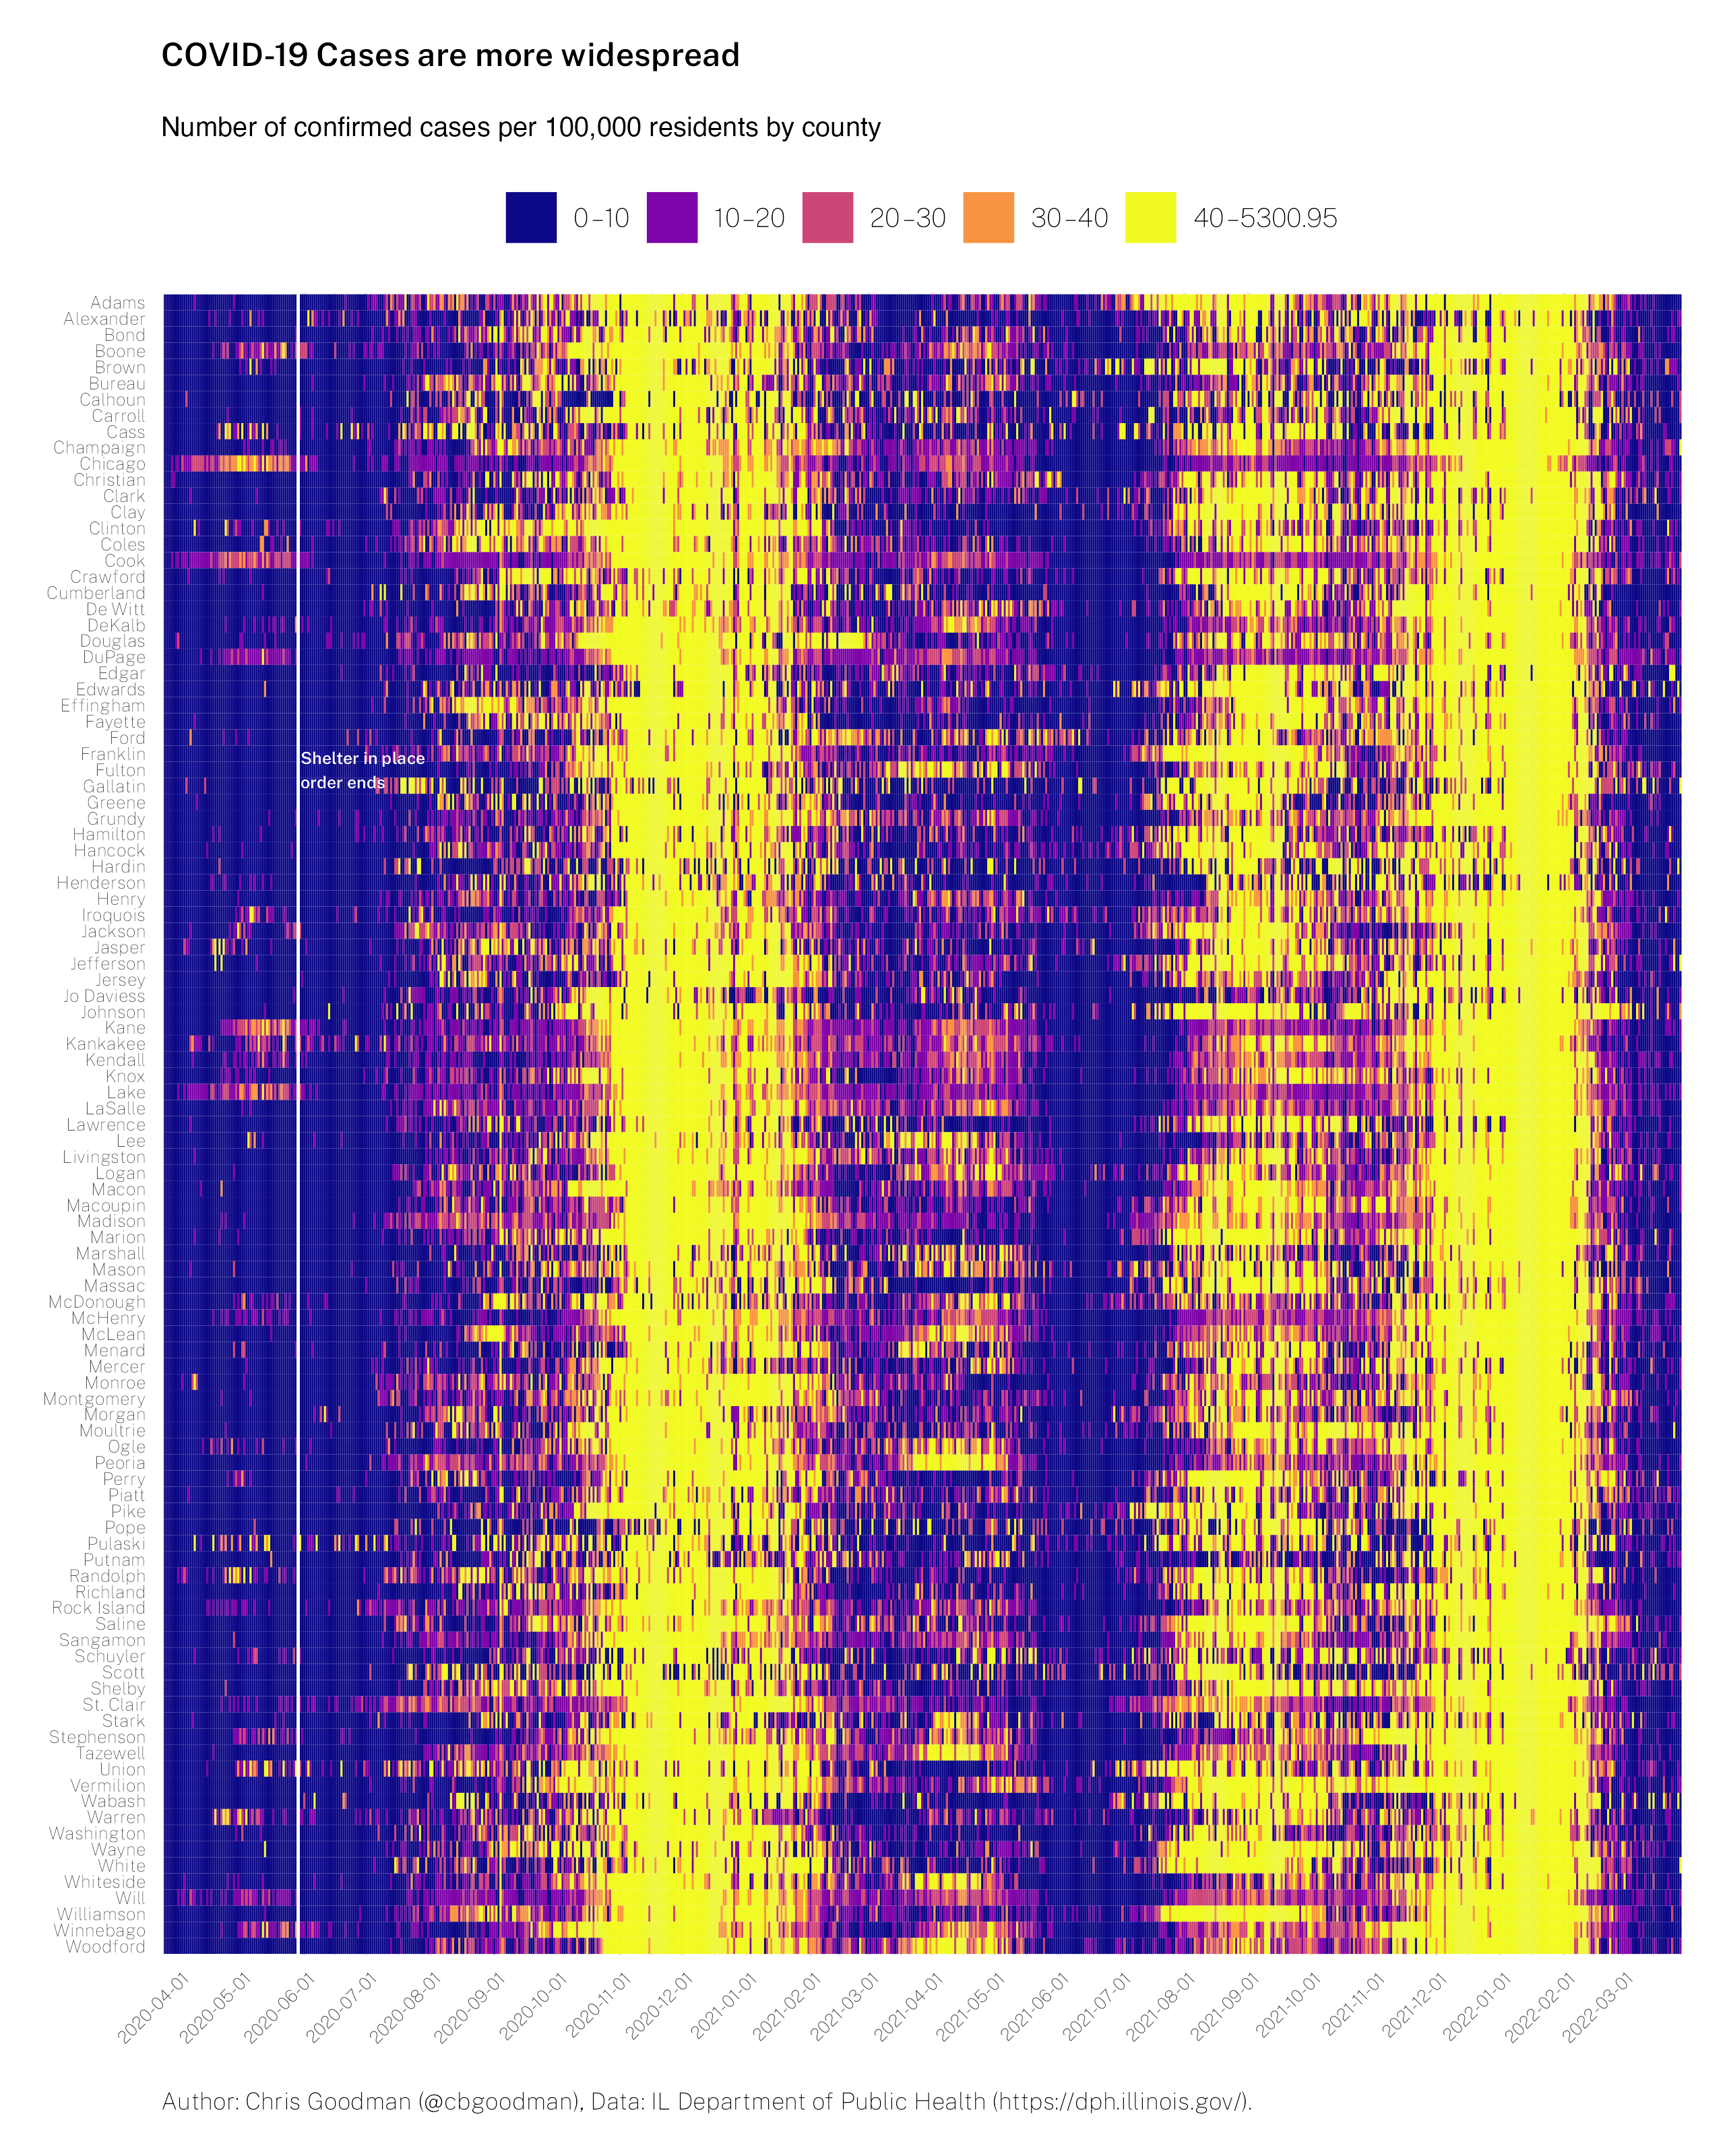 COVID-19 Cases are more widespread
Number of confirmed cases per 100,000 residents by county
0–10 10–20 20–30 30–40 40–5300.95
Adams
Alexander
Bond
Boone
Brown
Bureau
Calhoun
Carroll
Cass
Champaign
Chicago
Christian
Clark
Clay
Clinton
Coles
Cook
Crawford
Cumberland
De Witt
DeKalb
Douglas
DuPage
Edgar
Edwards
Effingham
Fayette
Ford
Franklin
Fulton
Gallatin
Greene
Grundy
Hamilton
Hancock
Hardin
Henderson
Henry
Iroquois
Jackson
Jasper
Jefferson
Jersey
Jo Daviess
Johnson
Kane
Kankakee
Kendall
Knox
Lake
LaSalle
Lawrence
Lee
Livingston
Logan
Macon
Macoupin
Madison
Marion
Marshall
Mason
Massac
McDonough
McHenry
McLean
Menard
Mercer
Monroe
Montgomery
Morgan
Moultrie
Ogle
Peoria
Perry
Piatt
Pike
Pope
Pulaski
Putnam
Randolph
Richland
Rock Island
Saline
Sangamon
Schuyler
Scott
Shelby
St. Clair
Stark
Stephenson
Tazewell
Union
Vermilion
Wabash
Warren
Washington
Wayne
White
Whiteside
Will
Williamson
Winnebago
Woodford
Shelter in place
order ends
2020-04-01 2020-05-01 2020-06-01 2020-07-01 2020-08-01 2020-09-01 2020-10-01 2020-11-01 2020-12-01 2021-01-01 2021-02-01 2021-03-01 2021-04-01 2021-05-01 2021-06-01 2021-07-01 2021-08-01 2021-09-01 2021-10-01 2021-11-01 2021-12-01 2022-01-01 2022-02-01 2022-03-01
Author: Chris Goodman (@cbgoodman), Data: IL Department of Public Health (https://dph.illinois.gov/).